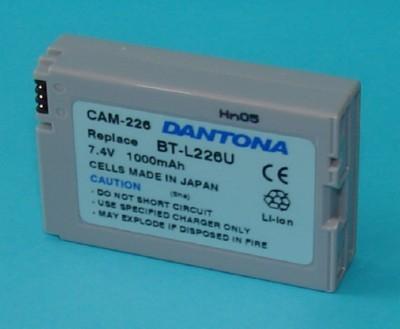 Hn05
CAM-226 DANTONA
Replace BT-L226U
7.4V 1000mAh
CELLS MADE IN JAPAN
CAUTION (Sha)
- DO NOT SHORT CIRCUIT
- USE SPECIFIED CHARGER ONLY
- MAY EXPLODE IF DISPOSED IN FIRE
CE
Li-ion